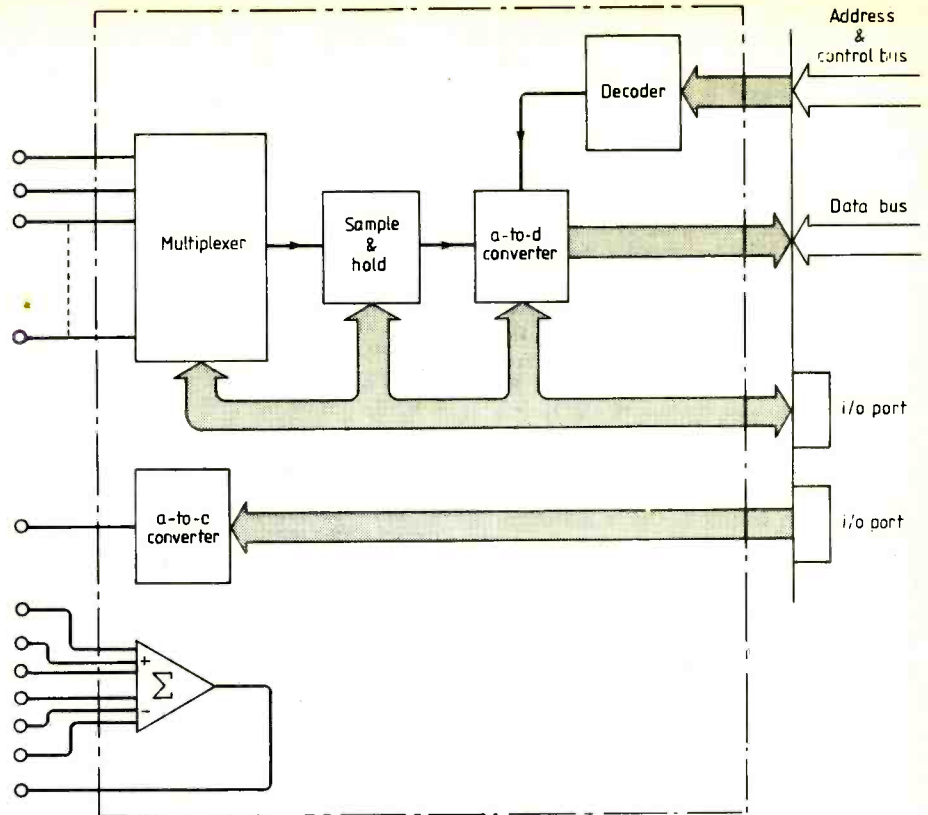 Address
&
control bus
Decoder
Multiplexer
Sample
&
hold
a-to-d
converter
Data bus
i/o port
a-to-c
converter
i/o port
+
Σ
-